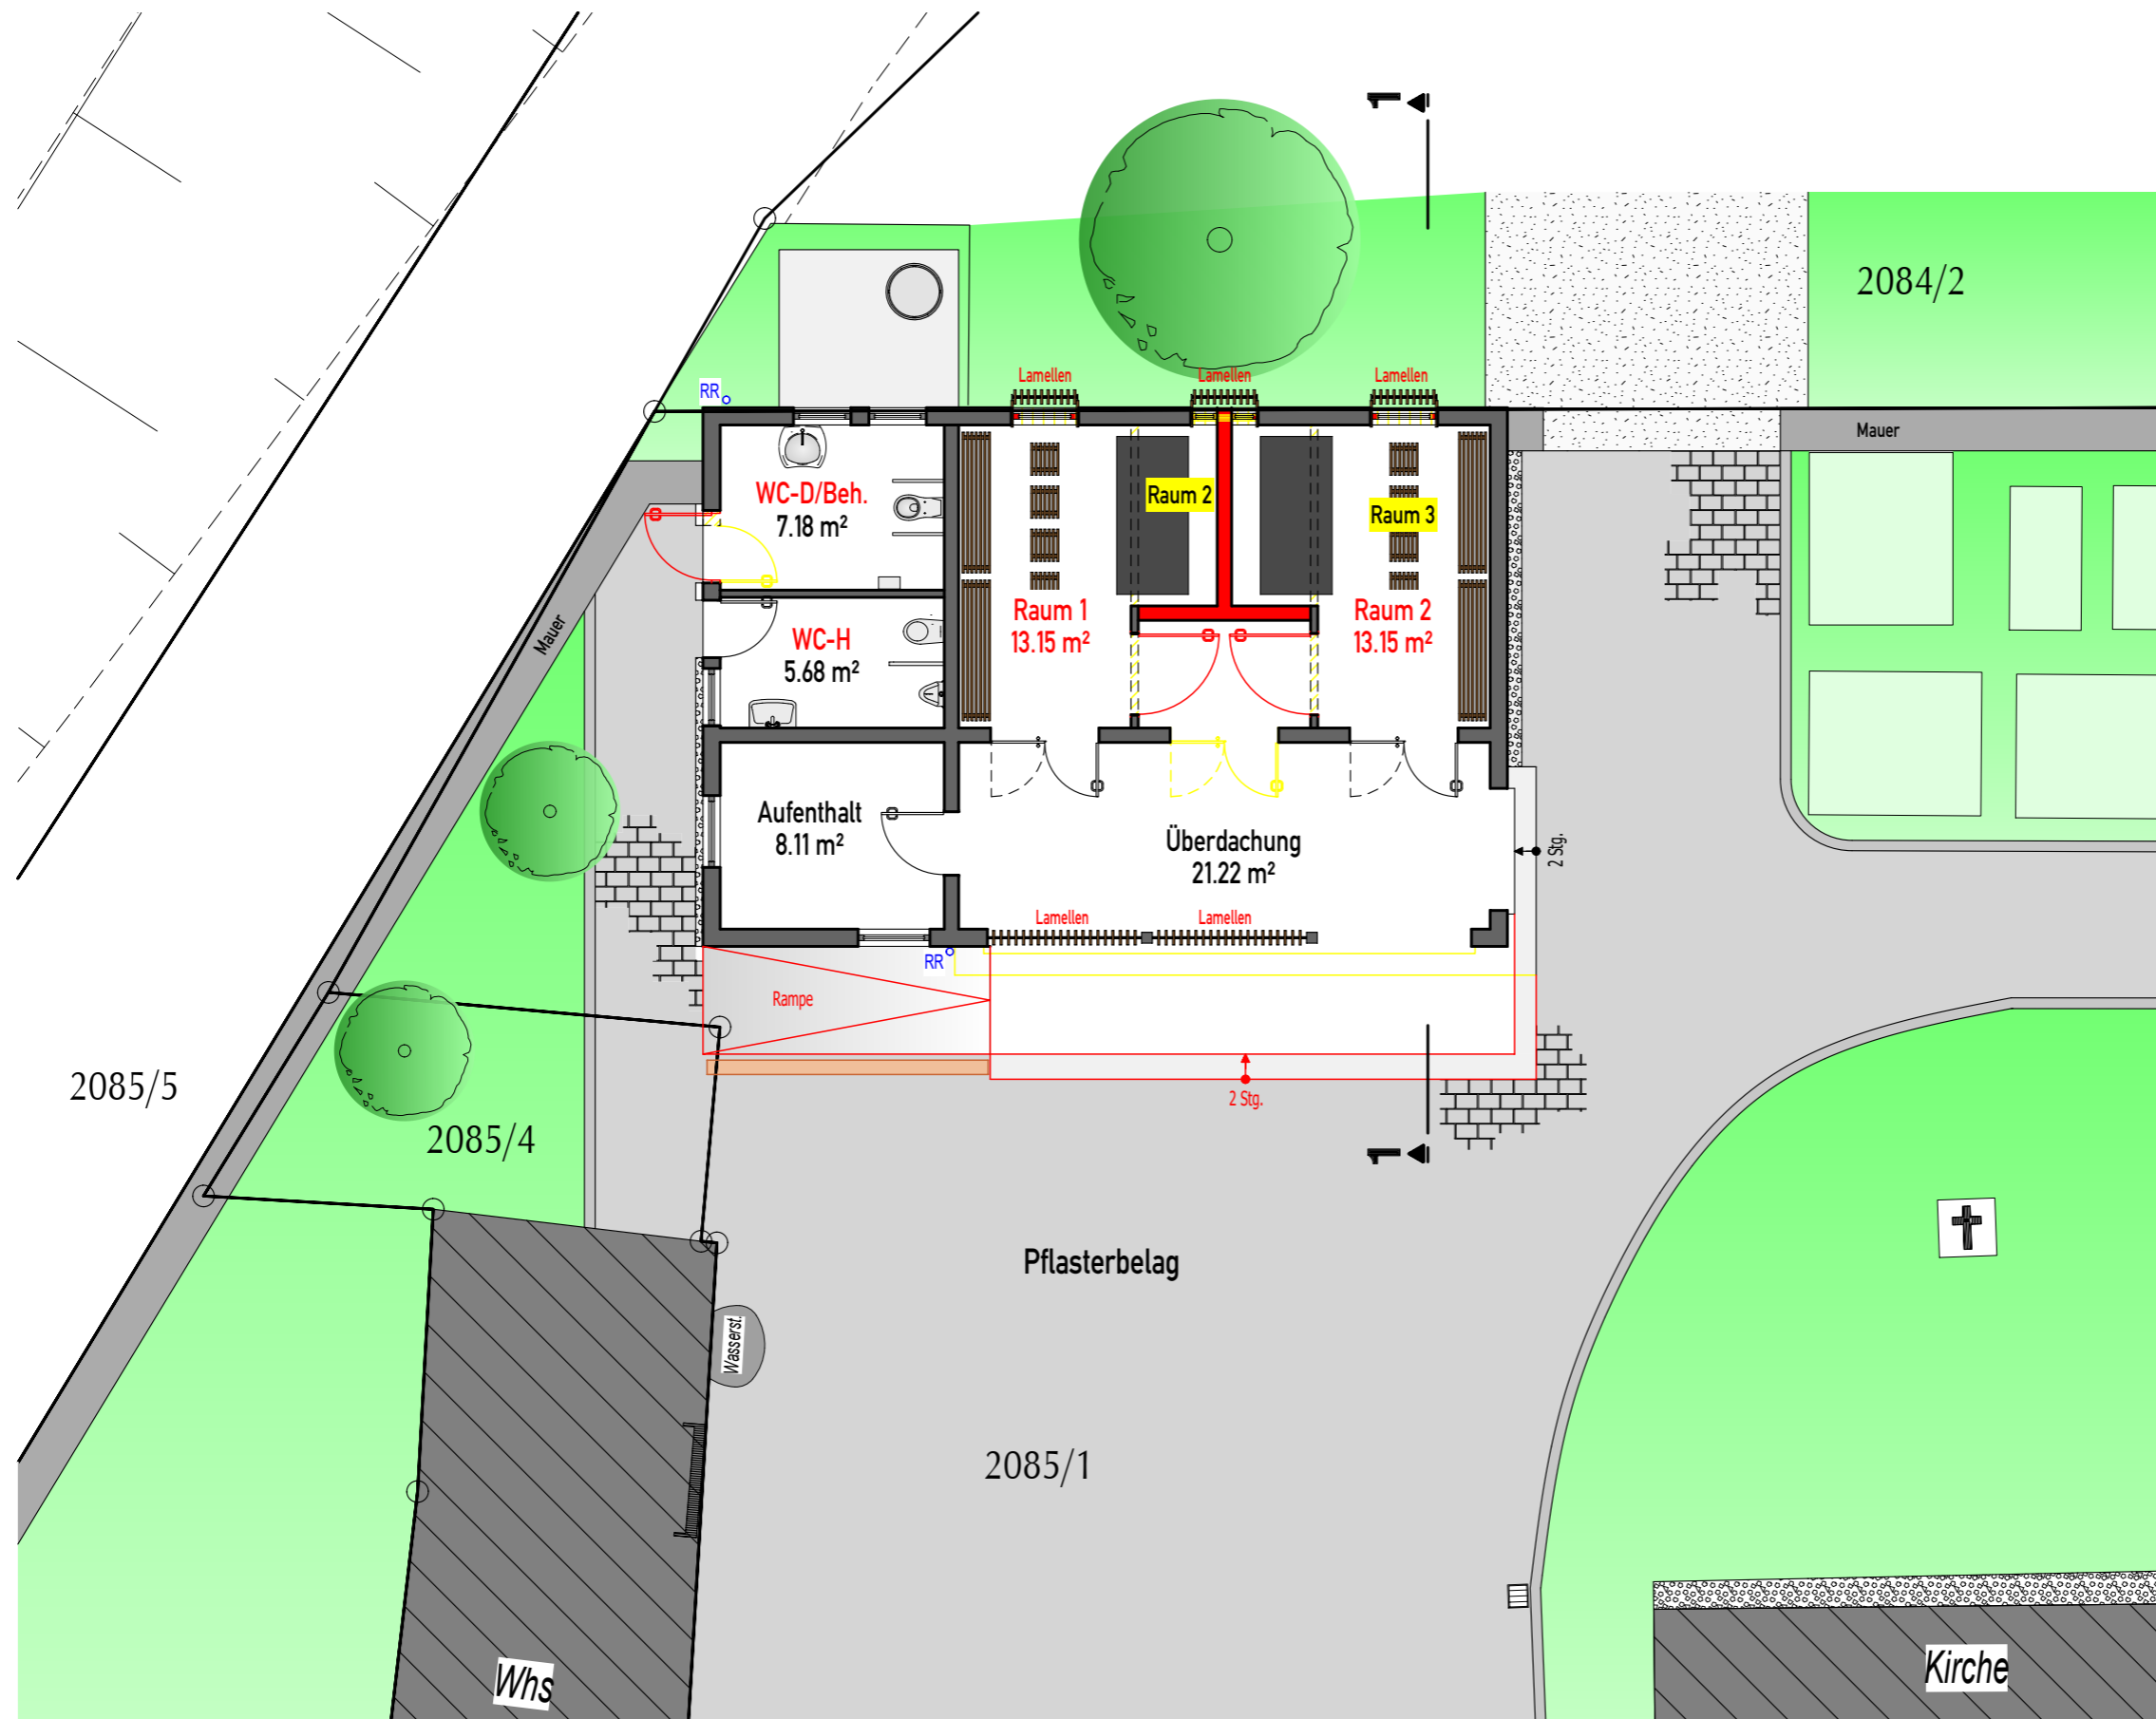 1
2084/2
Lamellen
Lamellen
Lamellen
RR
Mauer
WC-D/Beh.
7.18 m²
Raum 2
Raum 3
Raum 1
13.15 m²
Raum 2
13.15 m²
WC-H
5.68 m²
Mauer
Aufenthalt
8.11 m²
Überdachung
21.22 m²
2 Stg.
Lamellen
Lamellen
RR
Rampe
2 Stg.
2085/5
2085/4
1
Pflasterbelag
Wasserst.
2085/1
Whs
Kirche